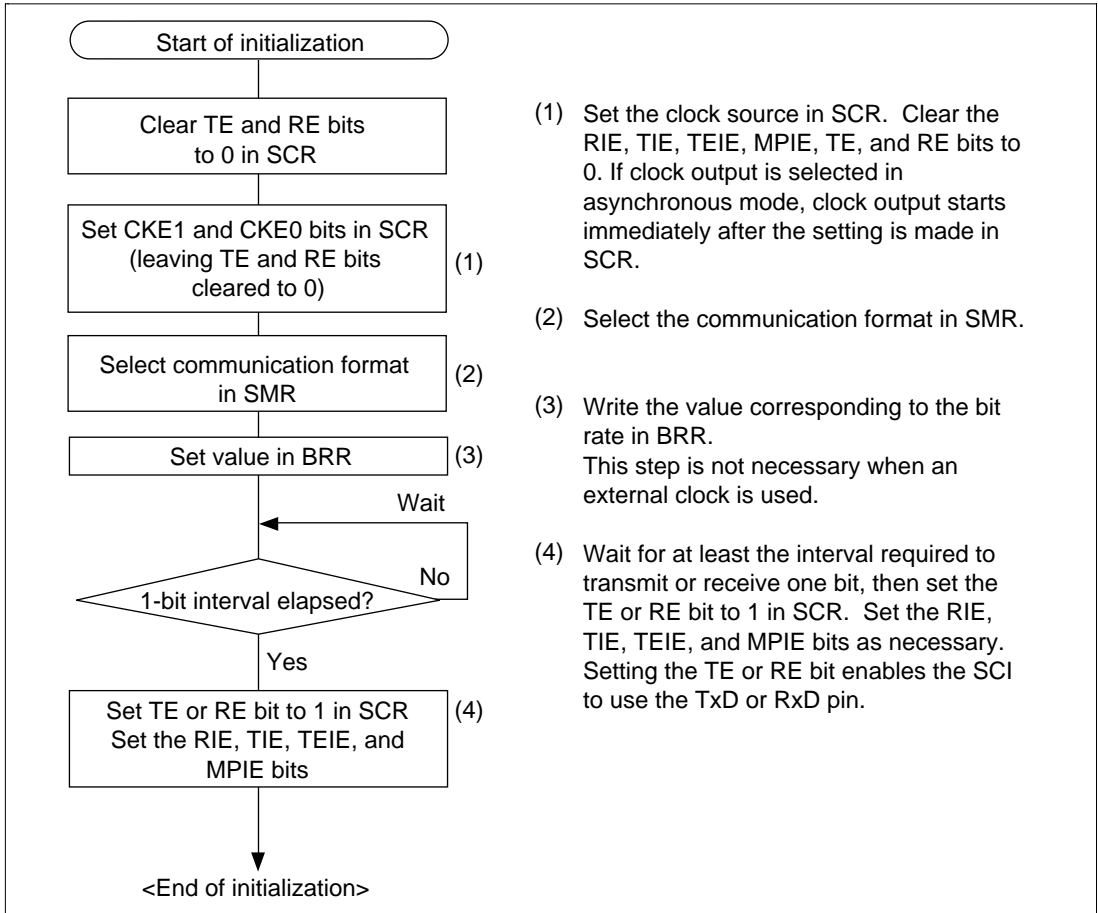 Start of initialization
Clear TE and RE bits
to 0 in SCR
Set CKE1 and CKE0 bits in SCR
(leaving TE and RE bits
cleared to 0)
(1)
Select communication format
in SMR
(2)
Set value in BRR
(3)
Wait
No
1-bit interval elapsed?
Yes
Set TE or RE bit to 1 in SCR
Set the RIE, TIE, TEIE, and
MPIE bits
(4)
<End of initialization>
(1) Set the clock source in SCR. Clear the
RIE, TIE, TEIE, MPIE, TE, and RE bits to
0. If clock output is selected in
asynchronous mode, clock output starts
immediately after the setting is made in
SCR.
(2) Select the communication format in SMR.
(3) Write the value corresponding to the bit
rate in BRR.
This step is not necessary when an
external clock is used.
(4) Wait for at least the interval required to
transmit or receive one bit, then set the
TE or RE bit to 1 in SCR. Set the RIE,
TIE, TEIE, and MPIE bits as necessary.
Setting the TE or RE bit enables the SCI
to use the TxD or RxD pin.